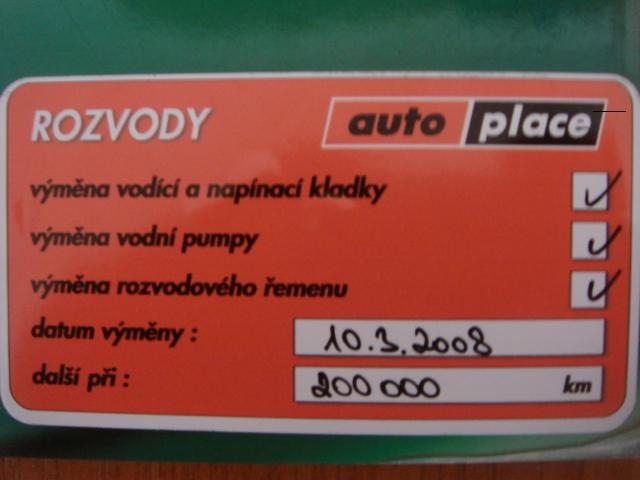 ROZVODY auto place
výměna vodící a napínací kladky ✓
výměna vodní pumpy ✓
výměna rozvodového řemenu ✓
datum výměny : 10.3.2008
další při : 200 000 km